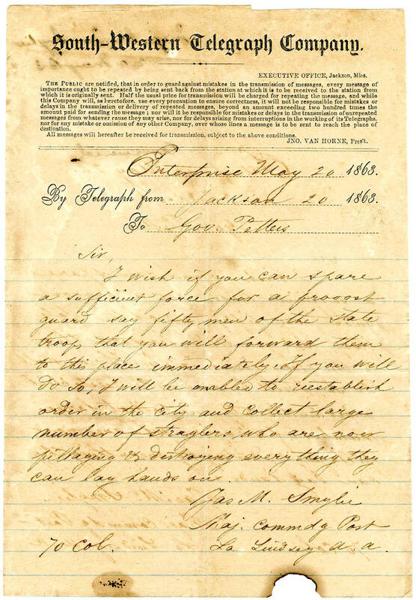 South-Western Telegraph Company.
EXECUTIVE OFFICE, Jackson, Miss.
THE PUBLIC are notified, that in order to guard against mistakes in the transmission of messages, every message of
importance ought to be repeated by being sent back from the station at which it is to be received to the station from
which it is originally sent. Half the usual price for transmission will be charged for repeating the message, and while
this Company will, as heretofore, use every precaution to ensure correctness, it will not be responsible for mistakes or
delays in the transmission or delivery of repeated messages, beyond an amount exceeding two hundred times the
amount paid for sending the message; nor will it be responsible for mistakes or delays in the transmission of unrepeated
messages from whatever cause they may arise, nor for delays arising from interruptions in the working of its Telegraphs,
nor for any mistake or omission of any other Company, over whose lines a message is to be sent to reach the place of
destination.
All messages will hereafter be received for transmission, subject to the above conditions.
JNO. VAN HORNE, Pres't.
Enterprise May 20 1863.
By Telegraph from Jackson 20 1863.
To Gov. Pettus
Sir,
I wish if you can spare
a sufficient force for a provost
guard say fifty men of the state
troop, that you will forward them
to this place immediately. If you will
do so, I will be enabled to reestablish
order in the city and collect large
number of straglers who are now
pillaging & destroying everything they
can lay hands on.
Jas M. Smylie
Maj. Commdg Post
70 col. La Lindsey a. a.